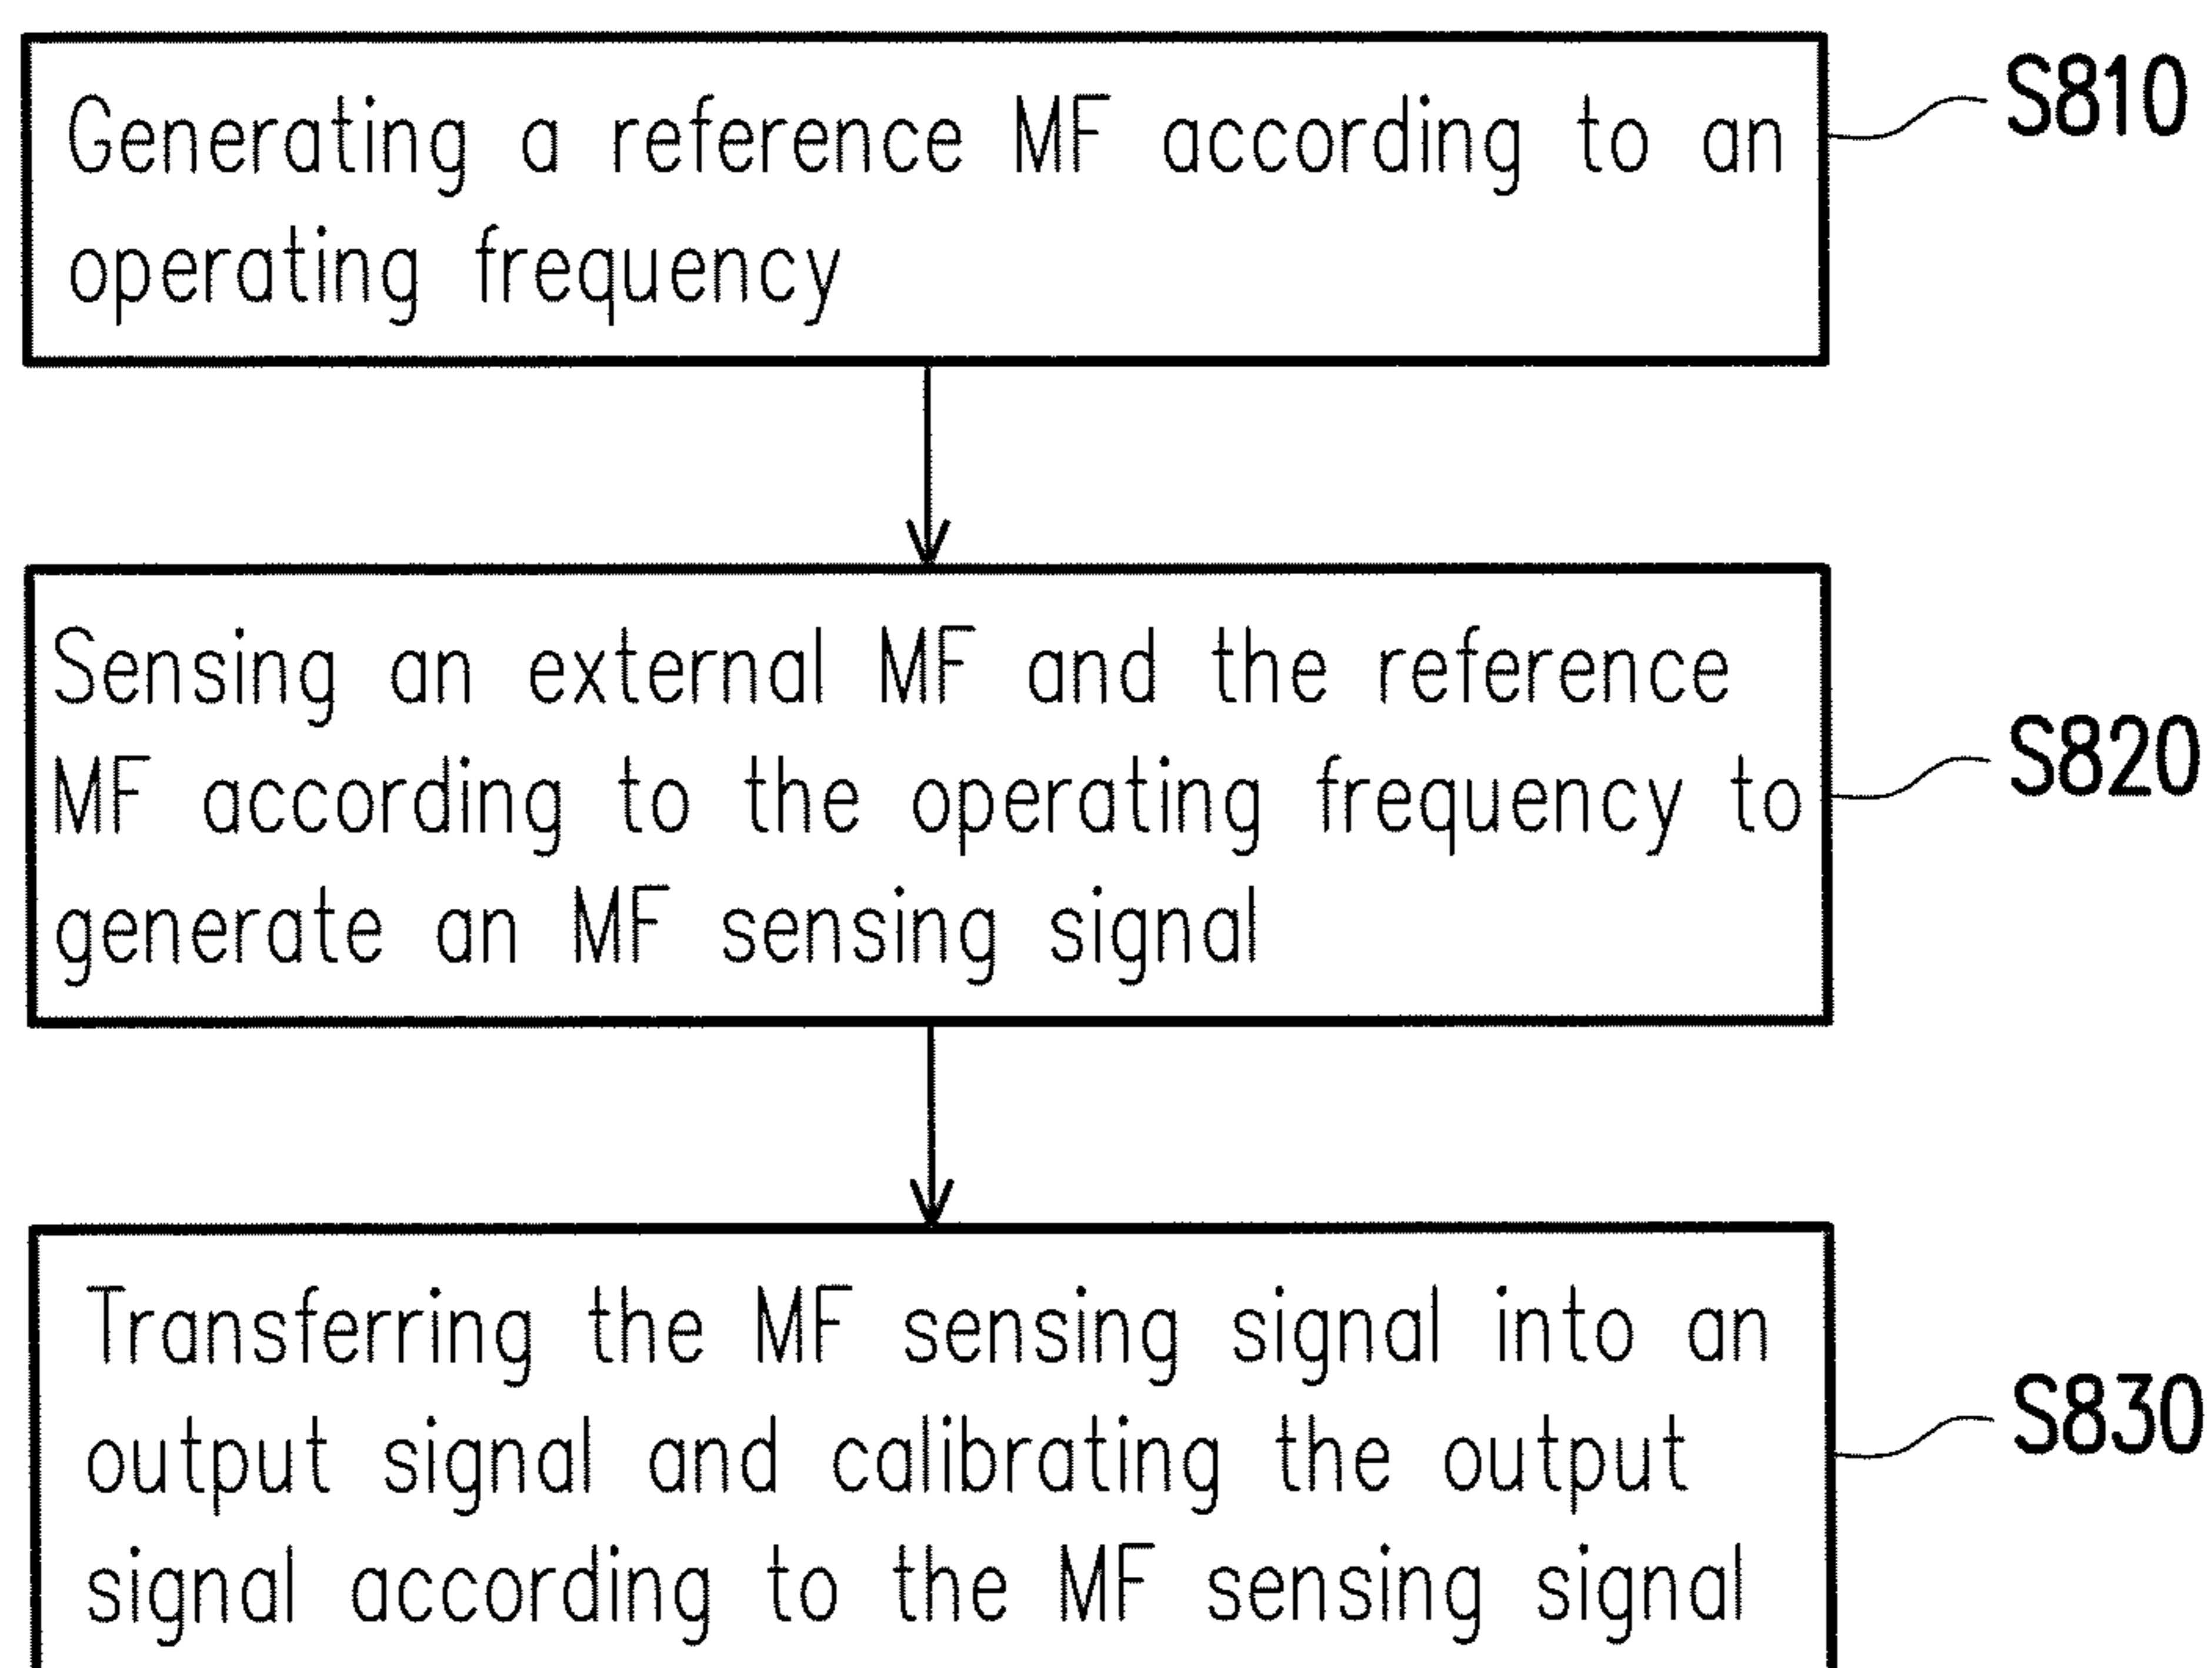 Generating a reference MF according to an
operating frequency
S810
Sensing an external MF and the reference
MF according to the operating frequency to
generate an MF sensing signal
S820
Transferring the MF sensing signal into an
output signal and calibrating the output
signal according to the MF sensing signal
S830